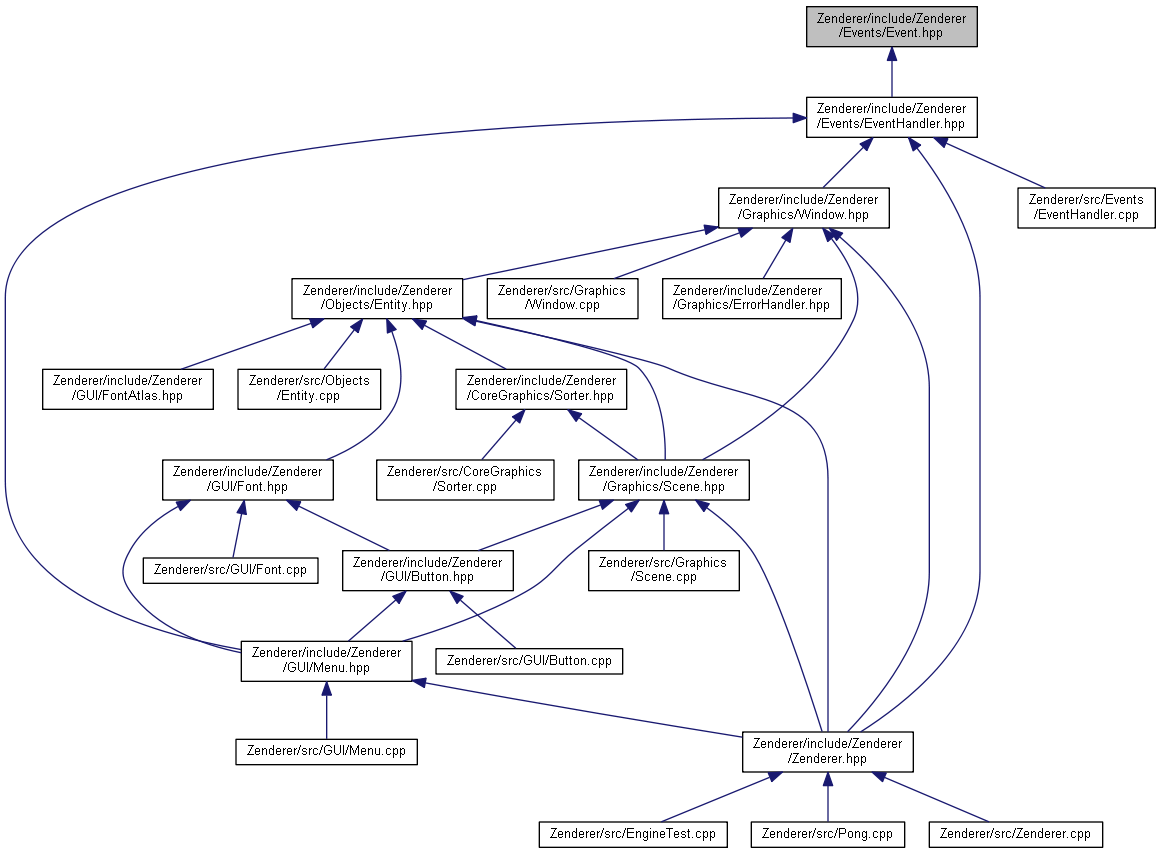 Zenderer/include/Zenderer
/Events/Event.hpp
Zenderer/include/Zenderer
/Events/EventHandler.hpp
Zenderer/include/Zenderer
/Graphics/Window.hpp
Zenderer/src/Events
/EventHandler.cpp
Zenderer/include/Zenderer
/Objects/Entity.hpp
Zenderer/src/Graphics
/Window.cpp
Zenderer/include/Zenderer
/Graphics/ErrorHandler.hpp
Zenderer/include/Zenderer
/GUI/FontAtlas.hpp
Zenderer/src/Objects
/Entity.cpp
Zenderer/include/Zenderer
/CoreGraphics/Sorter.hpp
Zenderer/include/Zenderer
/GUI/Font.hpp
Zenderer/src/CoreGraphics
/Sorter.cpp
Zenderer/include/Zenderer
/Graphics/Scene.hpp
Zenderer/src/GUI/Font.cpp
Zenderer/include/Zenderer
/GUI/Button.hpp
Zenderer/src/Graphics
/Scene.cpp
Zenderer/include/Zenderer
/GUI/Menu.hpp
Zenderer/src/GUI/Button.cpp
Zenderer/src/GUI/Menu.cpp
Zenderer/include/Zenderer
/Zenderer.hpp
Zenderer/src/EngineTest.cpp
Zenderer/src/Pong.cpp
Zenderer/src/Zenderer.cpp